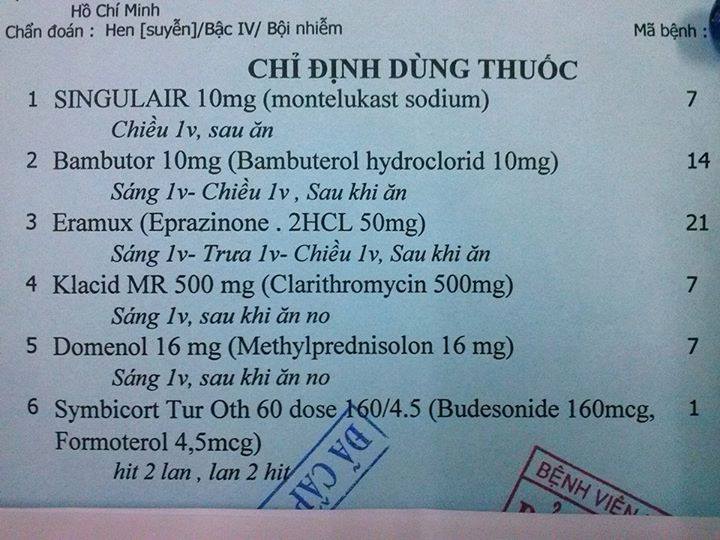 Hồ Chí Minh
Chẩn đoán : Hen [suyễn]/Bậc IV/ Bội nhiễm Mã bệnh :
CHỈ ĐỊNH DÙNG THUỐC
1 SINGULAIR 10mg (montelukast sodium) 7
Chiều 1v, sau ăn
2 Bambutor 10mg (Bambuterol hydroclorid 10mg) 14
Sáng 1v- Chiều 1v , Sau khi ăn
3 Eramux (Eprazinone . 2HCL 50mg) 21
Sáng 1v- Trưa 1v- Chiều 1v, Sau khi ăn
4 Klacid MR 500 mg (Clarithromycin 500mg) 7
Sáng 1v, sau khi ăn no
5 Domenol 16 mg (Methylprednisolon 16 mg) 7
Sáng 1v, sau khi ăn no
6 Symbicort Tur Oth 60 dose 160/4.5 (Budesonide 160mcg, 1
Formoterol 4,5mcg)
hit 2 lan , lan 2 hit
ĐÃ CẤP
BỆNH VIỆN